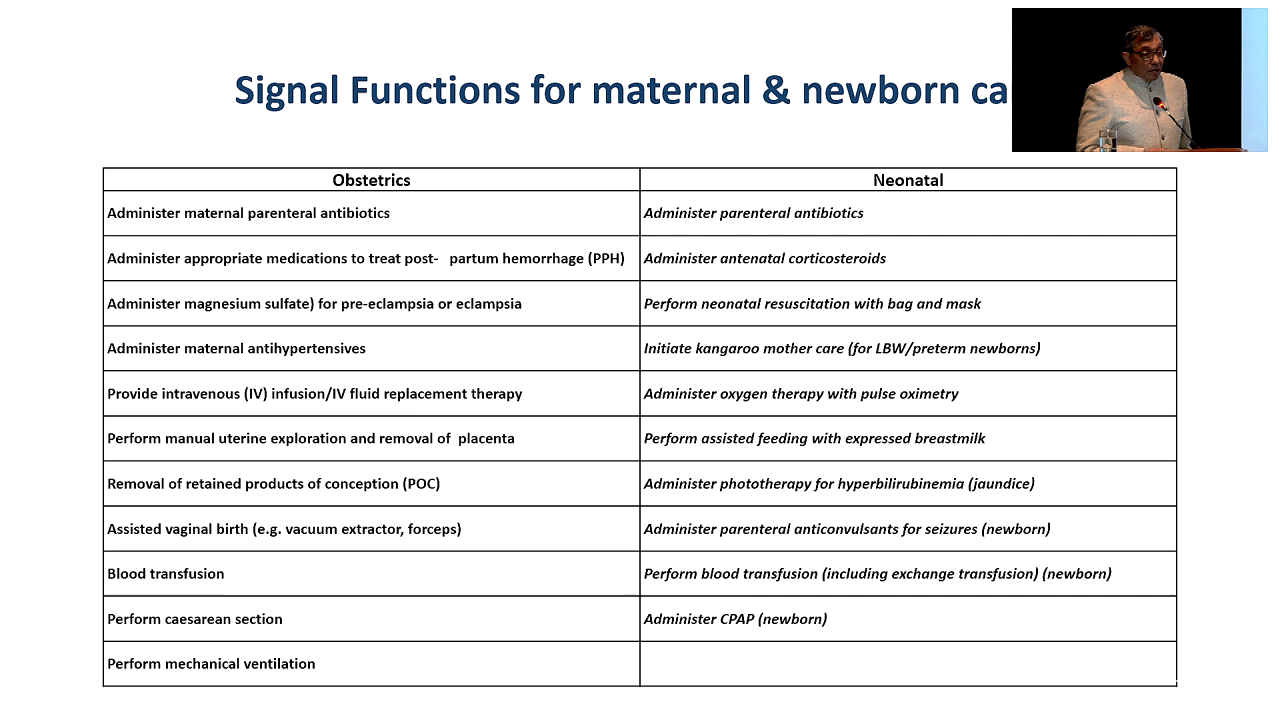 Signal Functions for maternal & newborn ca
Obstetrics
Neonatal
Administer maternal parenteral antibiotics
Administer parenteral antibiotics
Administer appropriate medications to treat post- partum hemorrhage (PPH)
Administer antenatal corticosteroids
Administer magnesium sulfate) for pre-eclampsia or eclampsia
Perform neonatal resuscitation with bag and mask
Administer maternal antihypertensives
Initiate kangaroo mother care (for LBW/preterm newborns)
Provide intravenous (IV) infusion/IV fluid replacement therapy
Administer oxygen therapy with pulse oximetry
Perform manual uterine exploration and removal of placenta
Perform assisted feeding with expressed breastmilk
Removal of retained products of conception (POC)
Administer phototherapy for hyperbilirubinemia (jaundice)
Assisted vaginal birth (e.g. vacuum extractor, forceps)
Administer parenteral anticonvulsants for seizures (newborn)
Blood transfusion
Perform blood transfusion (including exchange transfusion) (newborn)
Perform caesarean section
Administer CPAP (newborn)
Perform mechanical ventilation